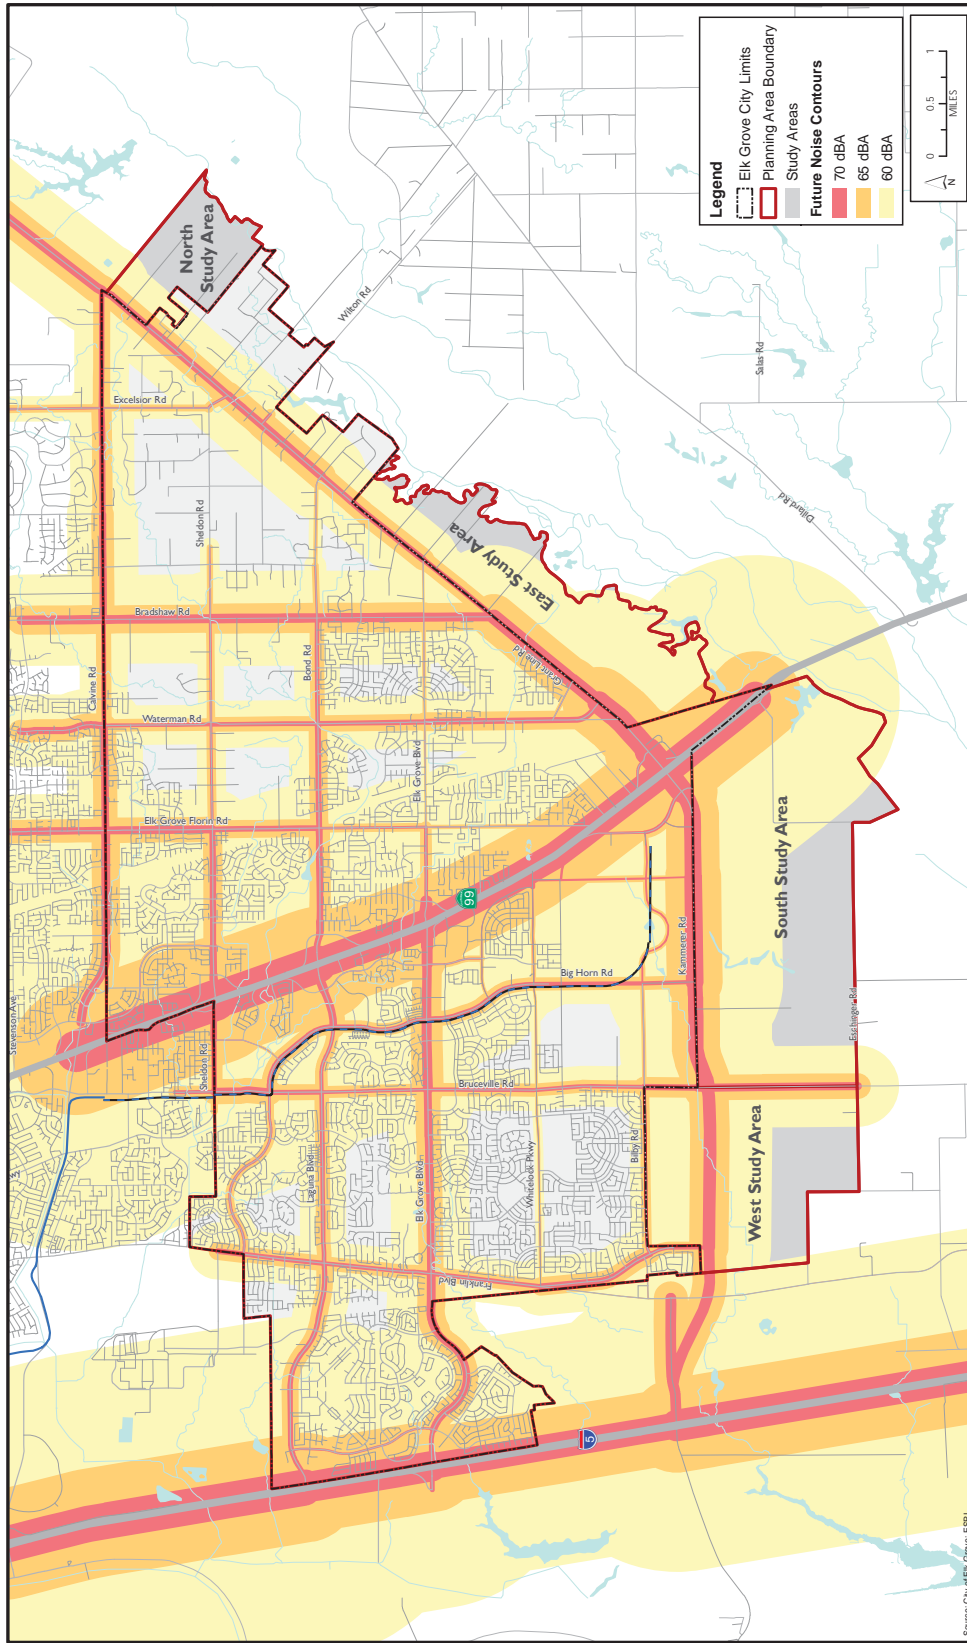 Legend
Elk Grove City Limits
Planning Area Boundary
Study Areas
Future Noise Contours
70 dBA
65 dBA
60 dBA
N
0 0.5 1
MILES
North
Study Area
Wilton Rd
Excelsior Rd
Sheldon Rd
Salas Rd
Dillard Rd
East Study Area
Bradshaw Rd
Bond Rd
Grant Line Rd
Calvine Rd
Waterman Rd
Elk Grove Blvd
Elk Grove Florin Rd
99
South Study Area
Kammerer Rd
Big Horn Rd
Stevenson Ave
Sheldon Rd
Eschinger Rd
Bruceville Rd
West Study Area
Bilby Rd
Whitelock Pkwy
Laguna Blvd
Elk Grove Blvd
Franklin Blvd
5